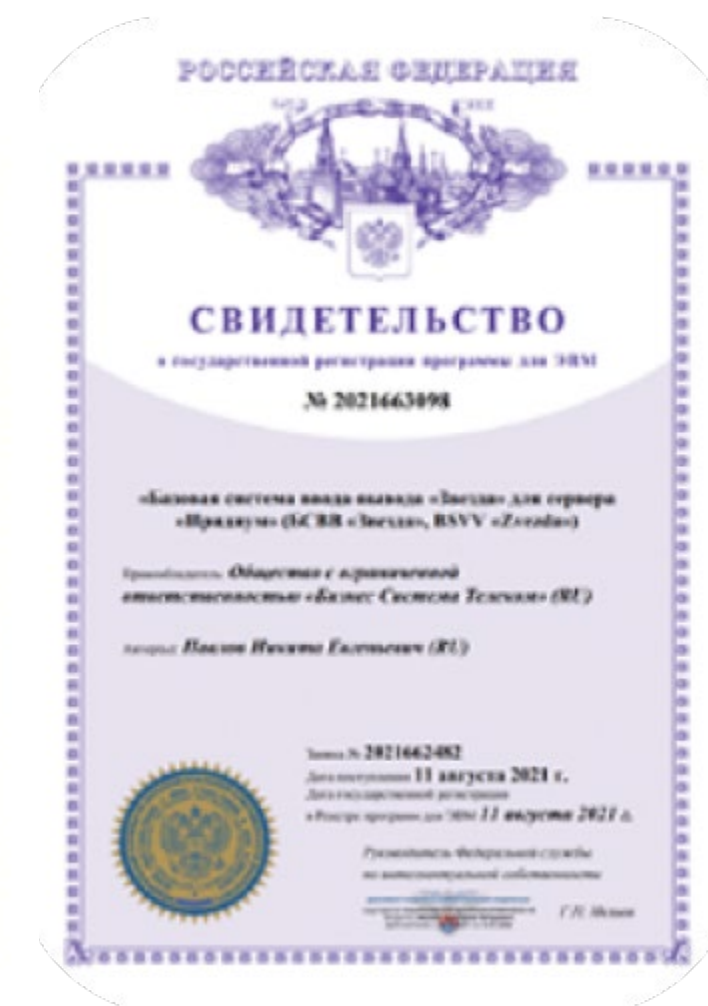 РОССИЙСКАЯ ФЕДЕРАЦИЯ
СВИДЕТЕЛЬСТВО
о государственной регистрации программы для ЭВМ
№ 2021663098
«Базовая система ввода-вывода «Звезда» для сервера
«Иридиум» (БСВВ «Звезда», BSVV «Zvezda»)
Правообладатель: Общество с ограниченной
ответственностью «Бизнес Система Телеком» (RU)
Павлов Никита Евгеньевич (RU)
Заявка № 2021662482
Дата поступления 11 августа 2021 г.
Дата государственной регистрации
в Реестре программ для ЭВМ 11 августа 2021 г.
Руководитель Федеральной службы
по интеллектуальной собственности